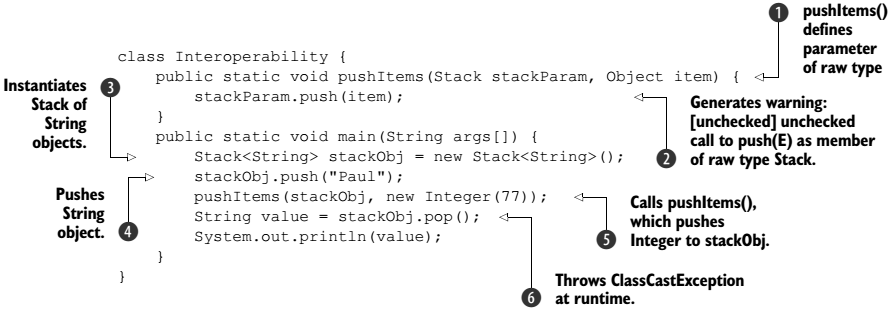 1 pushItems()
defines
parameter
of raw type
class Interoperability {
public static void pushItems(Stack stackParam, Object item) {
stackParam.push(item);
}
public static void main(String args[]) {
Stack<String> stackObj = new Stack<String>();
stackObj.push("Paul");
pushItems(stackObj, new Integer(77));
String value = stackObj.pop();
System.out.println(value);
}
}
2 Generates warning:
[unchecked] unchecked
call to push(E) as member
of raw type Stack.
Instantiates 3
Stack of
String
objects.
Pushes
String
object. 4
Calls pushItems(),
which pushes
5 Integer to stackObj.
Throws ClassCastException
6 at runtime.